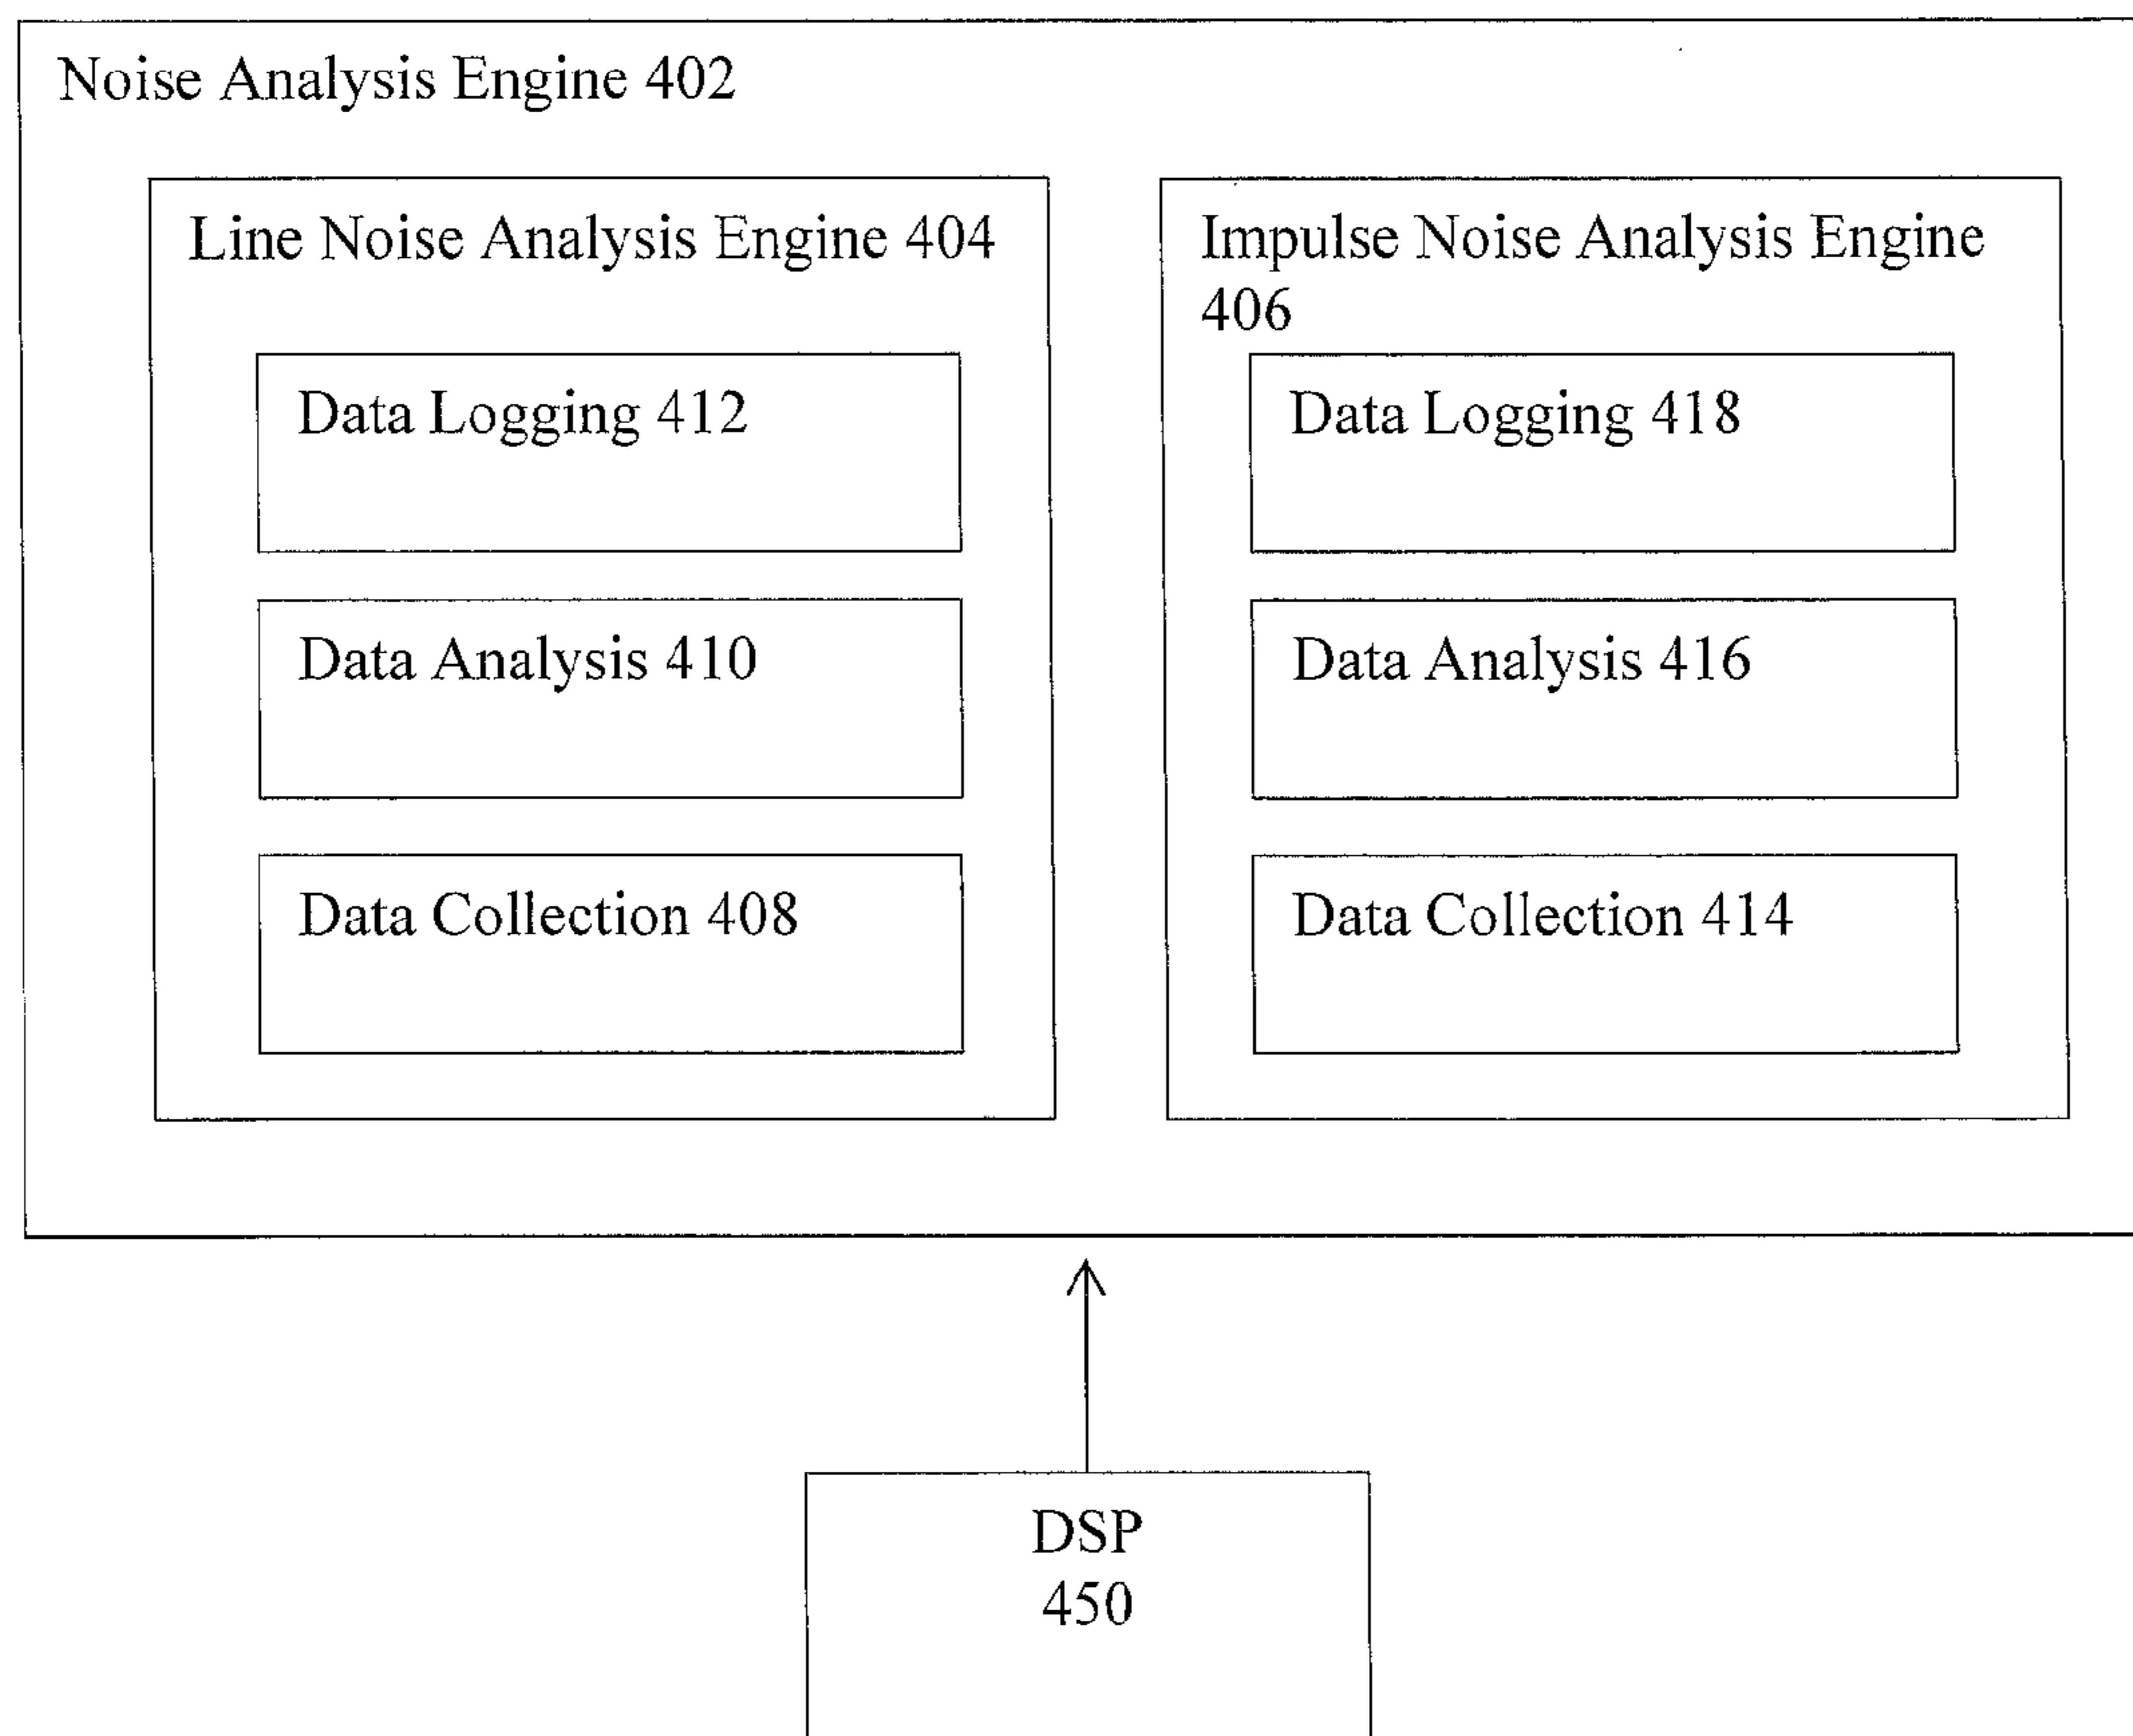 Noise Analysis Engine 402
Line Noise Analysis Engine 404
Data Logging 412
Data Analysis 410
Data Collection 408
Impulse Noise Analysis Engine
406
Data Logging 418
Data Analysis 416
Data Collection 414
DSP
450